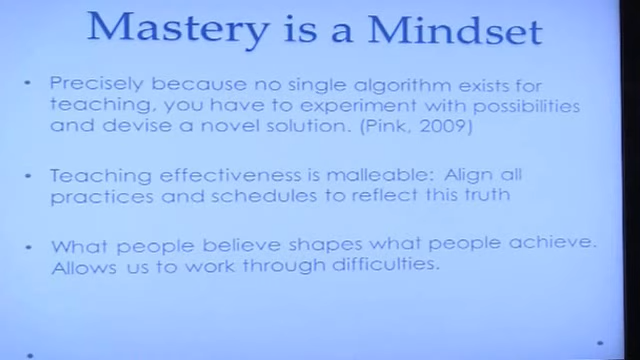 Mastery is a Mindset
• Precisely because no single algorithm exists for
teaching, you have to experiment with possibilities
and devise a novel solution. (Pink, 2009)
• Teaching effectiveness is malleable: Align all
practices and schedules to reflect this truth
• What people believe shapes what people achieve.
Allows us to work through difficulties.